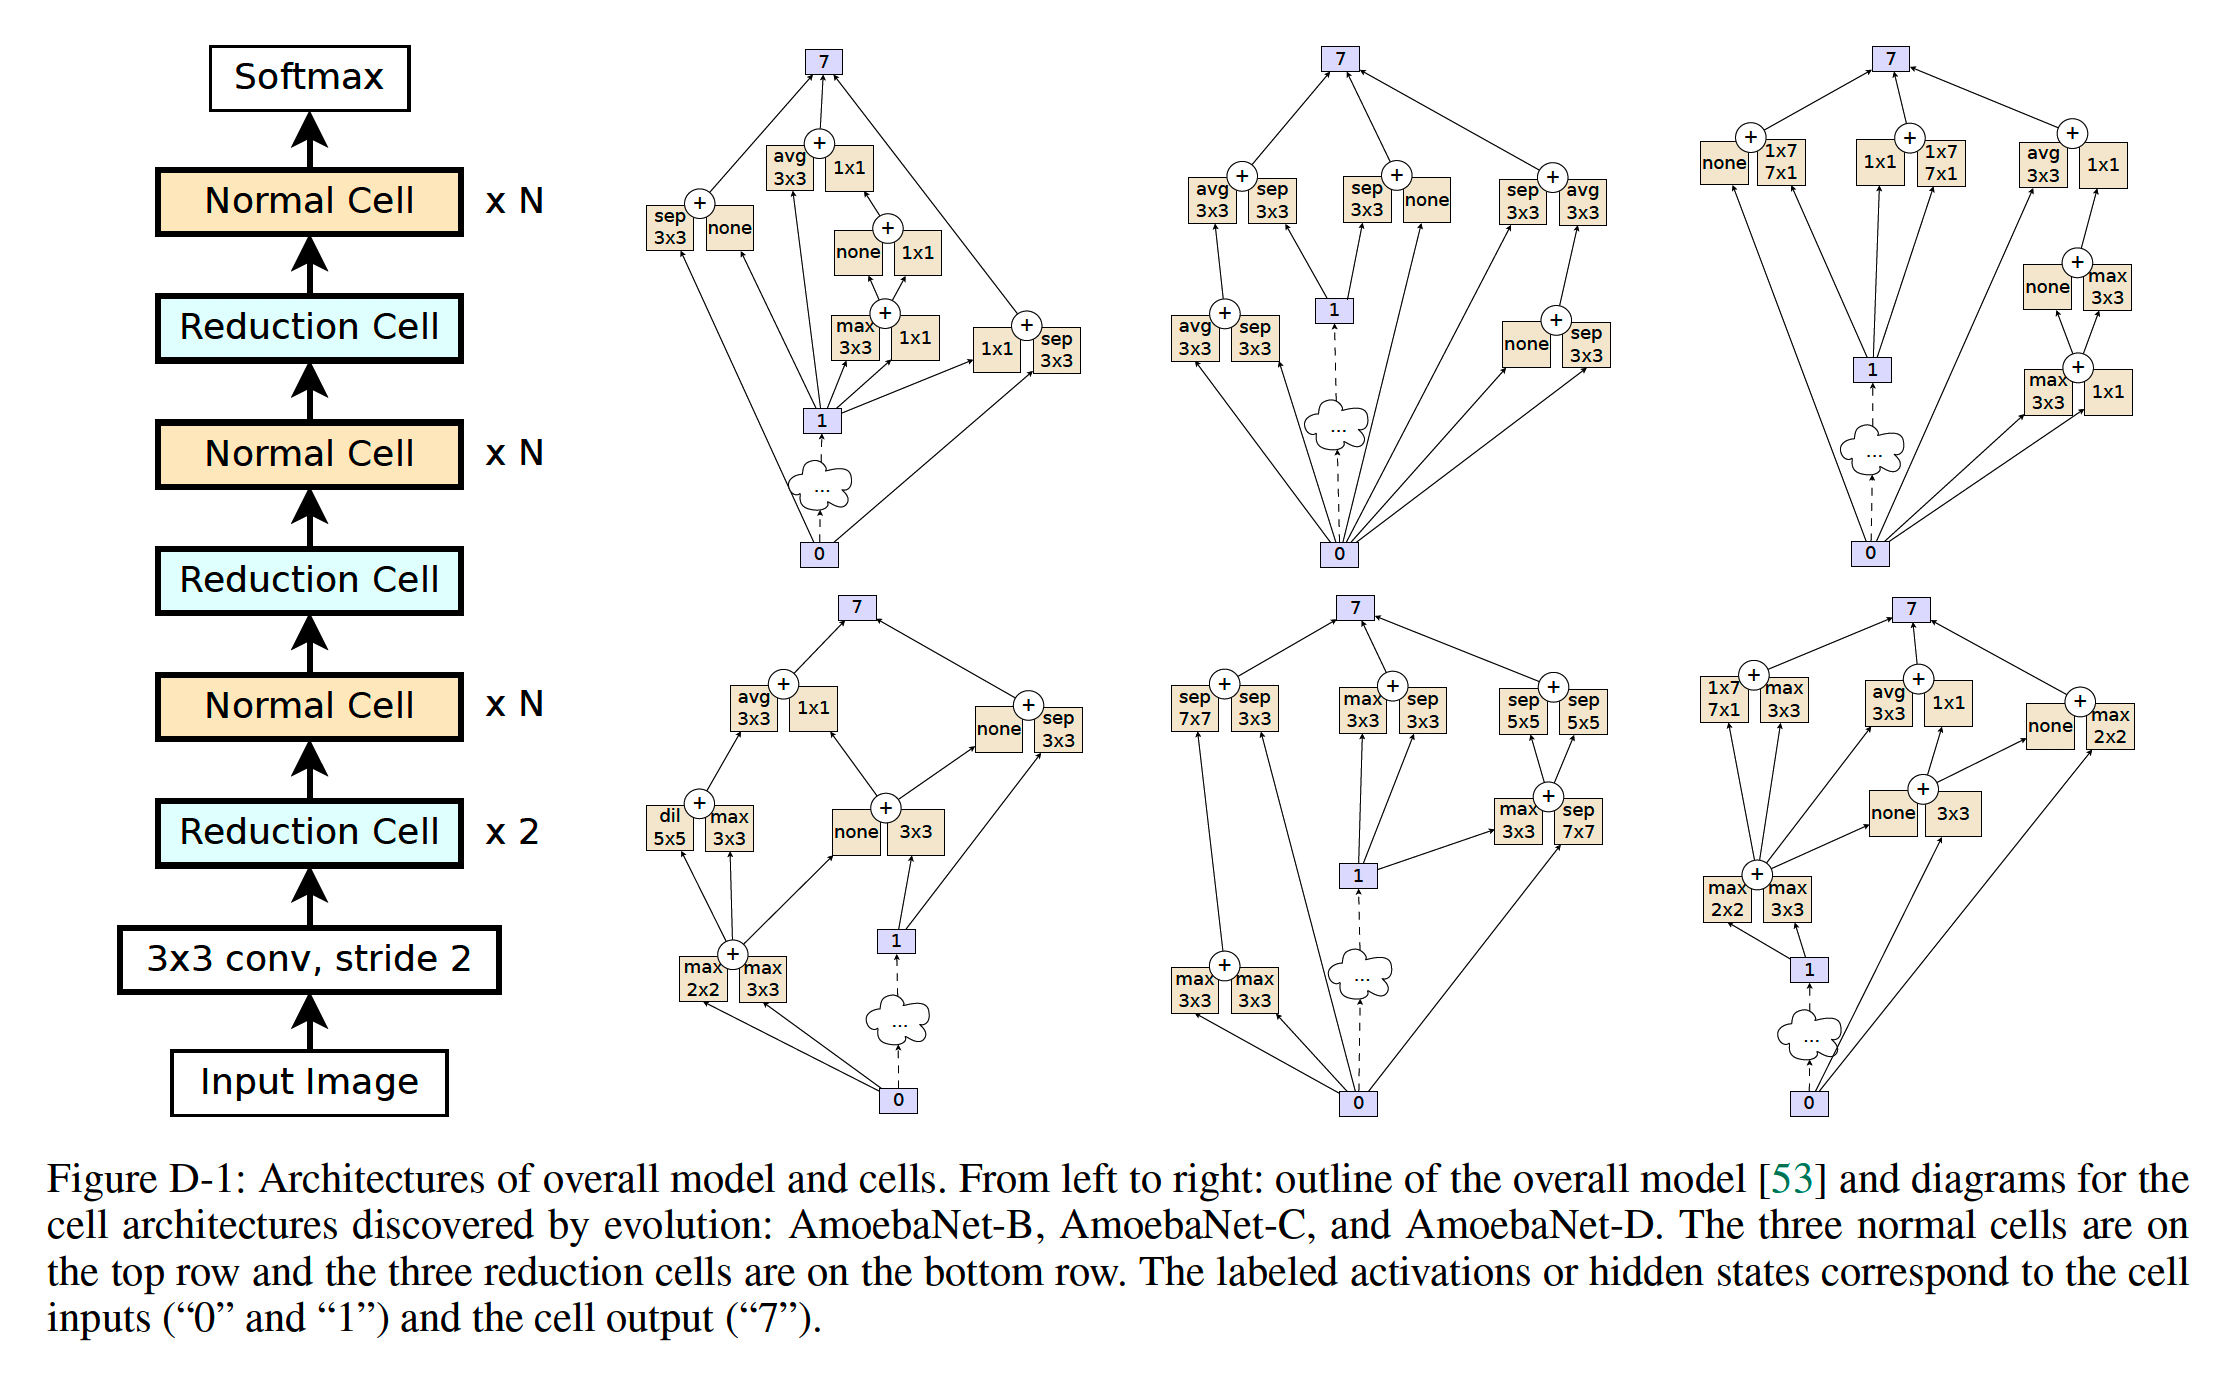 Softmax
Normal Cell x N
Reduction Cell
Normal Cell x N
Reduction Cell
Normal Cell x N
Reduction Cell x 2
3x3 conv, stride 2
Input Image
7
avg 1x1
3x3
sep none
3x3
none 1x1
max 1x1
3x3
1x1 sep
3x3
1
...
0
7
avg sep
3x3 3x3
sep none
3x3
sep avg
3x3 3x3
avg sep
3x3 3x3
1
none sep
3x3
...
0
7
none 1x7
7x1
1x1 1x7
7x1
avg 1x1
3x3
none max
3x3
1
max 1x1
3x3
...
0
7
avg 1x1
3x3
none sep
3x3
dil max
5x5 3x3
none 3x3
1
max max
2x2 3x3
...
0
7
sep sep
7x7 3x3
max sep
3x3 3x3
sep sep
5x5 5x5
max sep
3x3 7x7
1
max max
3x3 3x3
...
0
7
1x7 max
7x1 3x3
avg 1x1
3x3
none max
2x2
none 3x3
max max
2x2 3x3
1
...
0
Figure D-1: Architectures of overall model and cells. From left to right: outline of the overall model [53] and diagrams for the
cell architectures discovered by evolution: AmoebaNet-B, AmoebaNet-C, and AmoebaNet-D. The three normal cells are on
the top row and the three reduction cells are on the bottom row. The labeled activations or hidden states correspond to the cell
inputs (“0” and “1”) and the cell output (“7”).